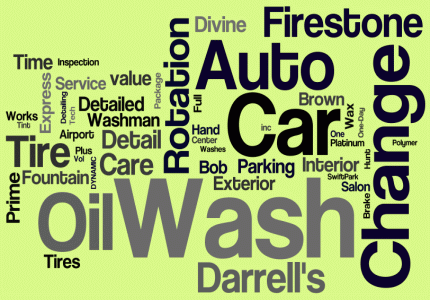 Divine
Firestone
Time
Inspection
Auto
Rotation
Change
Express
Service
value
Package
Detailing
Tech
Detailed
Full
Brown
Wax
One-Day
Works
Tint
Washman
Car
Airport
Detail
Hand
inc
One
Platinum
Polymer
Center
Tire
Plus
Vol
Washes
DYNAMIC
Care
Bob
Parking
Interior
Hunt
Prime
Fountain
Exterior
SwiftPark
Salon
Brake
Oil
Wash
Tires
Darrell's